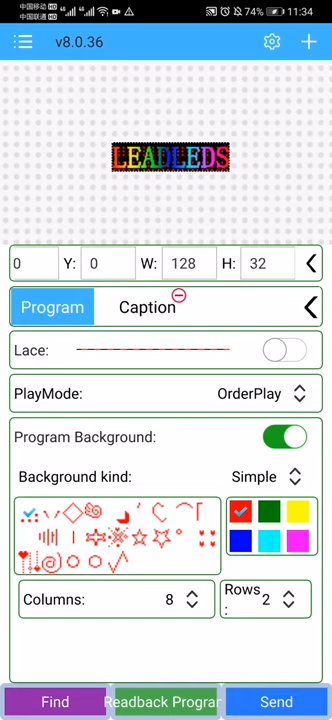 中国移动 HD
中国联通 HD
74% 11:34
v8.0.36
LEADLEDS
0 Y: 0 W: 128 H: 32
Program Caption
Lace:
PlayMode: OrderPlay
Program Background:
Background kind: Simple
Columns: 8 Rows: 2
Find Readback Program Send